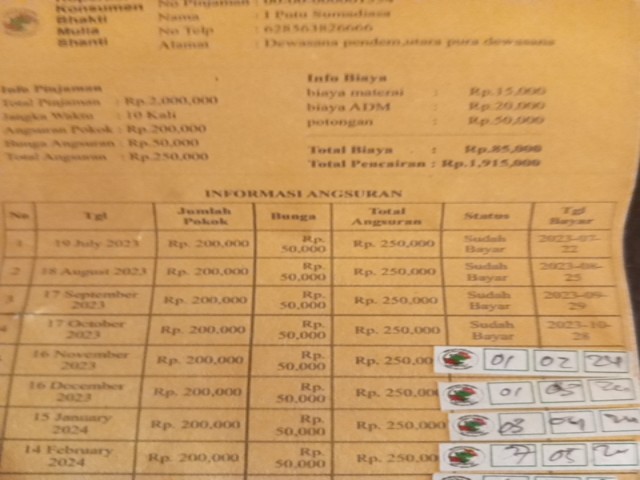 No Pinjaman : 00/00-0000001354
Konsumen
Nama : I Putu Sumadiasa
Bhakti
No Telp : 628563826666
Mulia
Alamat : Dewasana pendem,utara pura dewasana
Shanti
Info Pinjaman
Total Pinjaman : Rp.2,000,000
Jangka Waktu : 10 Kali
Angsuran Pokok : Rp.200,000
Bunga Angsuran : Rp.50,000
Total Angsuran : Rp.250,000
Info Biaya
biaya materai : Rp.15,000
biaya ADM : Rp.20,000
potongan : Rp.50,000
Total Biaya : Rp.85,000
Total Pencairan : Rp.1,915,000
INFORMASI ANGSURAN
No Tgl Jumlah Pokok Bunga Total Angsuran Status Tgl Bayar
1 19 July 2023 Rp. 200,000 Rp. 50,000 Rp. 250,000 Sudah Bayar 2023-07-22
2 18 August 2023 Rp. 200,000 Rp. 50,000 Rp. 250,000 Sudah Bayar 2023-08-25
3 17 September 2023 Rp. 200,000 Rp. 50,000 Rp. 250,000 Sudah Bayar 2023-09-29
4 17 October 2023 Rp. 200,000 Rp. 50,000 Rp. 250,000 Sudah Bayar 2023-10-28
16 November 2023 Rp. 200,000 Rp. 50,000 Rp. 250,00 01 02 24
16 December 2023 Rp. 200,000 Rp. 50,000 Rp. 250,00 01 03
15 January 2024 Rp. 200,000 Rp. 50,000 Rp. 250,00 03 04
14 February 2024 Rp. 200,000 Rp. 50,000 Rp. 250,00 7 05